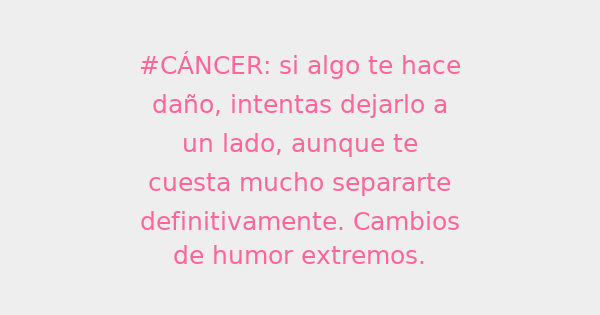 #CÁNCER: si algo te hace
daño, intentas dejarlo a
un lado, aunque te
cuesta mucho separarte
definitivamente. Cambios
de humor extremos.